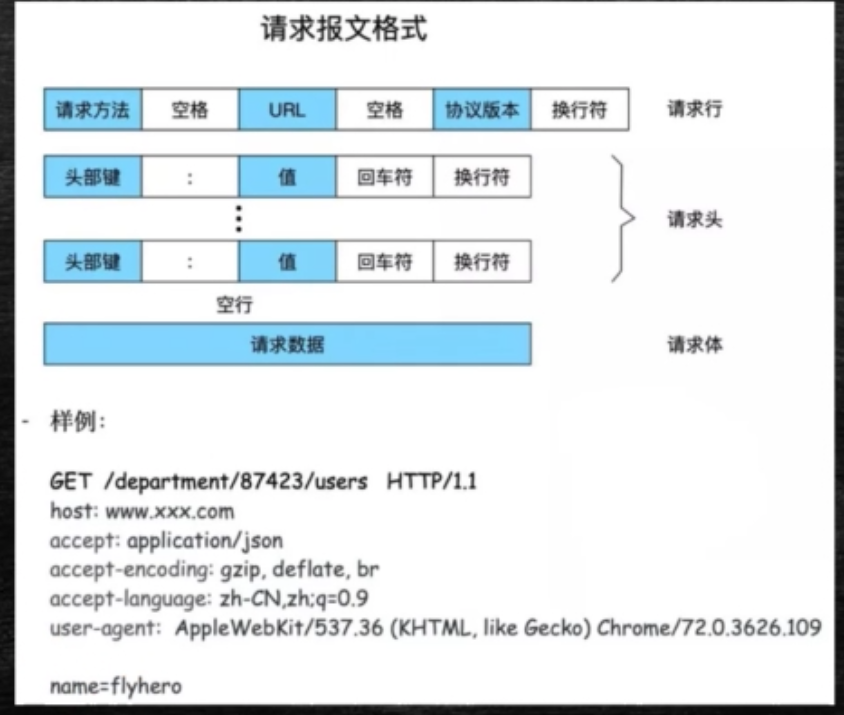 请求报文格式
请求方法 空格 URL 空格 协议版本 换行符 请求行
头部键 : 值 回车符 换行符
请求头
头部键 : 值 回车符 换行符
空行
请求数据 请求体
- 样例:
GET /department/87423/users HTTP/1.1
host: www.xxx.com
accept: application/json
accept-encoding: gzip, deflate, br
accept-language: zh-CN,zh;q=0.9
user-agent: AppleWebKit/537.36 (KHTML, like Gecko) Chrome/72.0.3626.109
name=flyhero